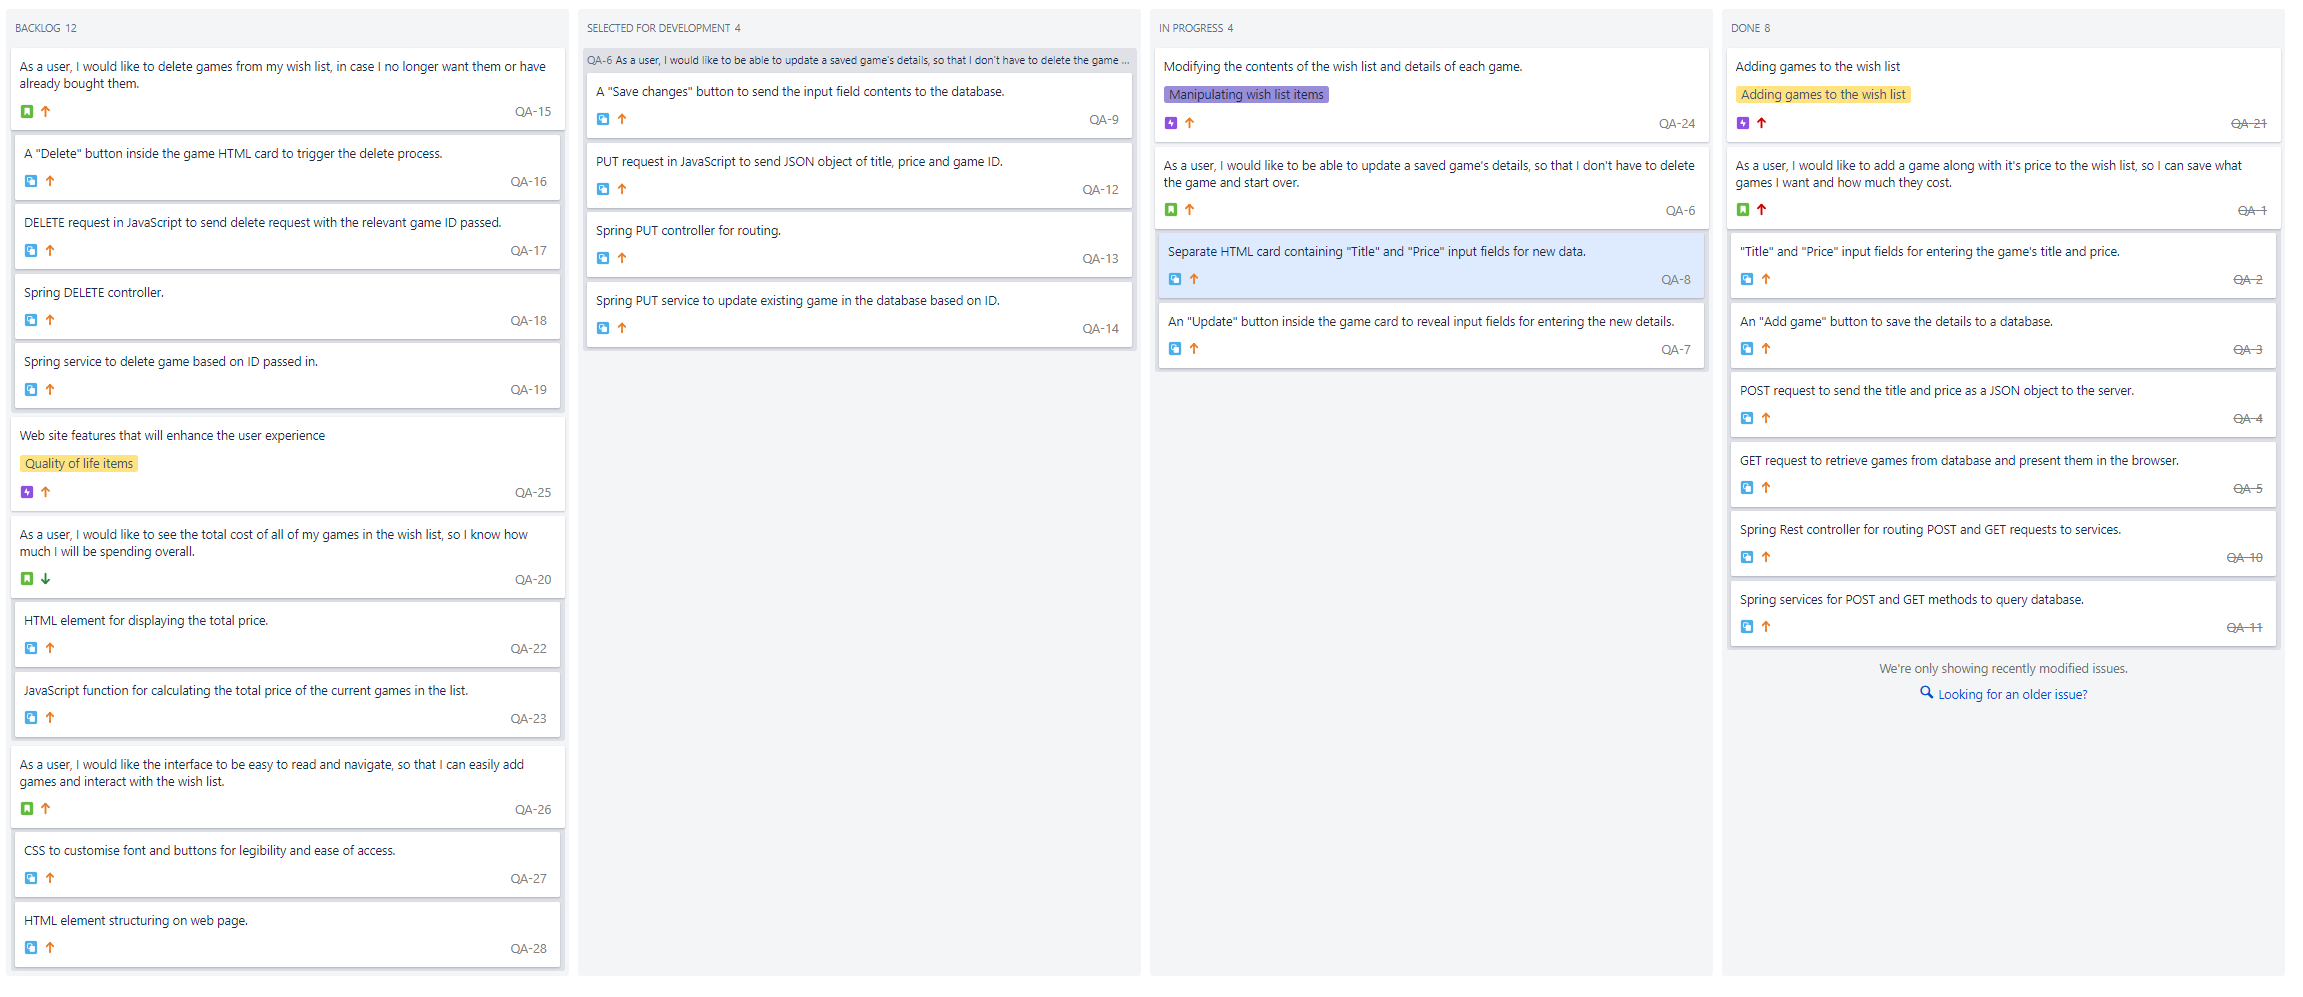 BACKLOG 12
As a user, I would like to delete games from my wish list, in case I no longer want them or have
already bought them.
QA-15
A "Delete" button inside the game HTML card to trigger the delete process.
QA-16
DELETE request in JavaScript to send delete request with the relevant game ID passed.
QA-17
Spring DELETE controller.
QA-18
Spring service to delete game based on ID passed in.
QA-19
Web site features that will enhance the user experience
Quality of life items
QA-25
As a user, I would like to see the total cost of all of my games in the wish list, so I know how
much I will be spending overall.
QA-20
HTML element for displaying the total price.
QA-22
JavaScript function for calculating the total price of the current games in the list.
QA-23
As a user, I would like the interface to be easy to read and navigate, so that I can easily add
games and interact with the wish list.
QA-26
CSS to customise font and buttons for legibility and ease of access.
QA-27
HTML element structuring on web page.
QA-28
SELECTED FOR DEVELOPMENT 4
QA-6 As a user, I would like to be able to update a saved game's details, so that I don't have to delete the game ...
A "Save changes" button to send the input field contents to the database.
QA-9
PUT request in JavaScript to send JSON object of title, price and game ID.
QA-12
Spring PUT controller for routing.
QA-13
Spring PUT service to update existing game in the database based on ID.
QA-14
IN PROGRESS 4
Modifying the contents of the wish list and details of each game.
Manipulating wish list items
QA-24
As a user, I would like to be able to update a saved game's details, so that I don't have to delete
the game and start over.
QA-6
Separate HTML card containing "Title" and "Price" input fields for new data.
QA-8
An "Update" button inside the game card to reveal input fields for entering the new details.
QA-7
DONE 8
Adding games to the wish list
Adding games to the wish list
QA-21
As a user, I would like to add a game along with it's price to the wish list, so I can save what
games I want and how much they cost.
QA-1
"Title" and "Price" input fields for entering the game's title and price.
QA-2
An "Add game" button to save the details to a database.
QA-3
POST request to send the title and price as a JSON object to the server.
QA-4
GET request to retrieve games from database and present them in the browser.
QA-5
Spring Rest controller for routing POST and GET requests to services.
QA-10
Spring services for POST and GET methods to query database.
QA-11
We're only showing recently modified issues.
Looking for an older issue?